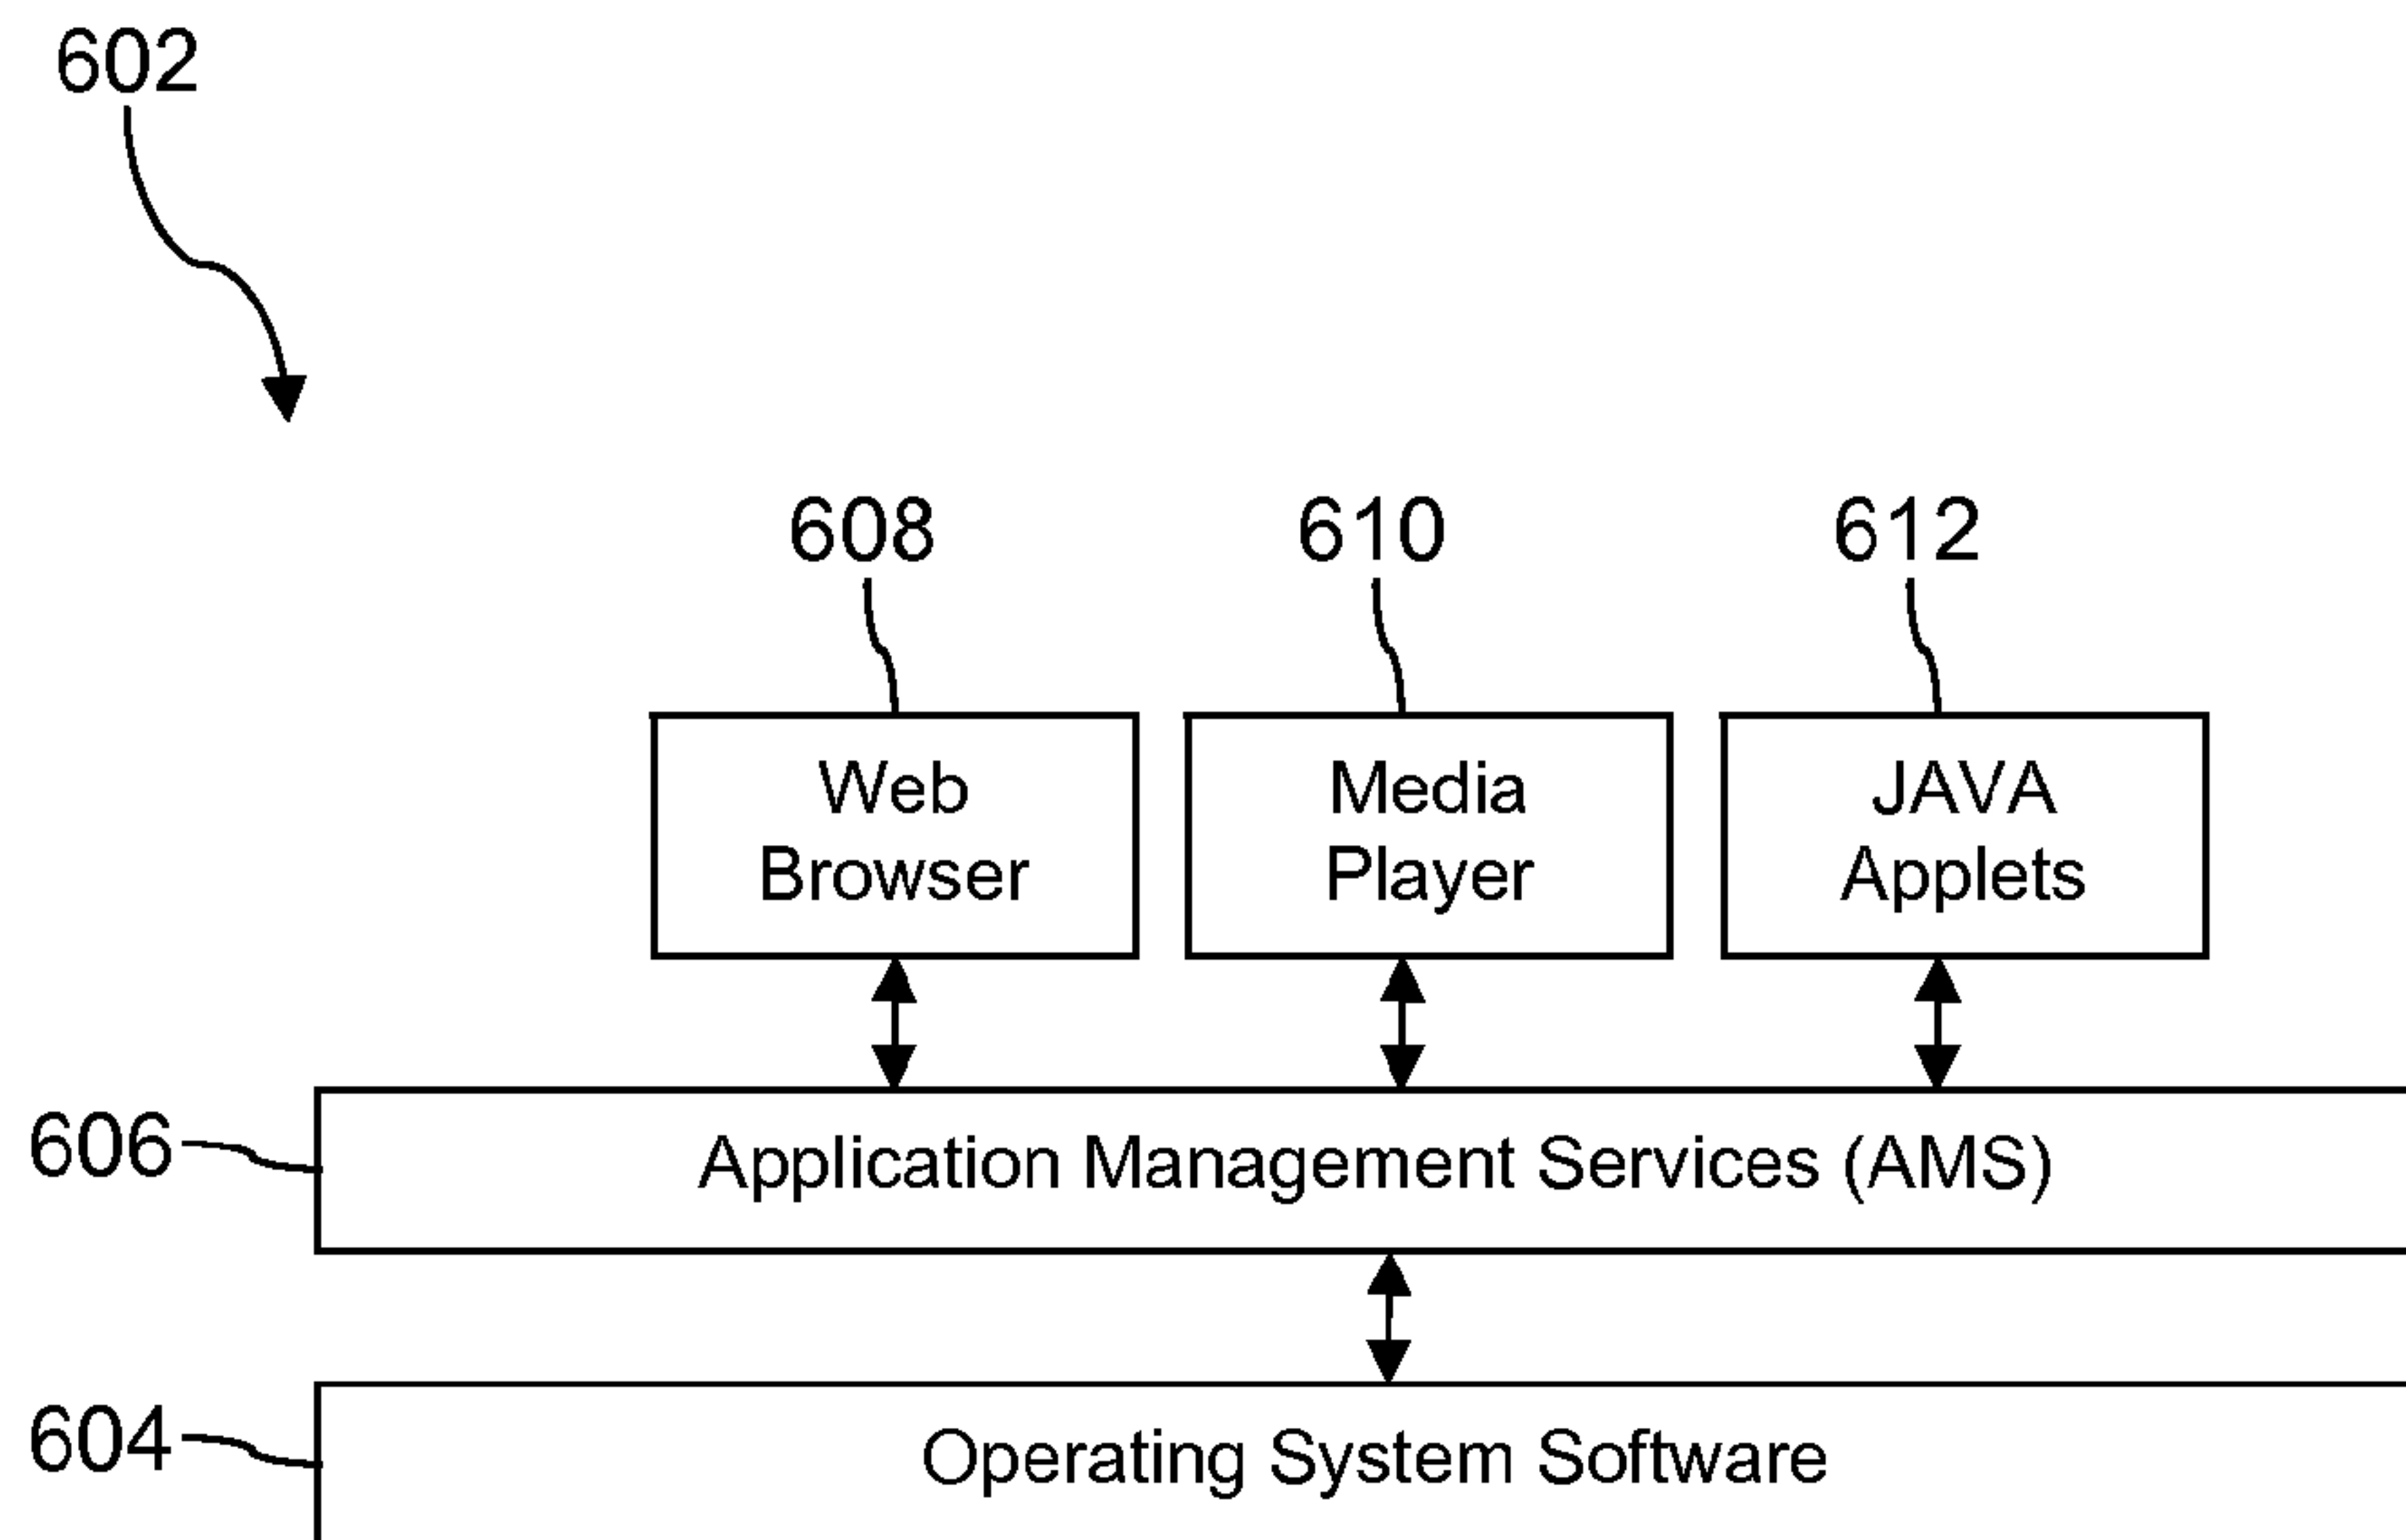 602
608
610
612
Web
Browser
Media
Player
JAVA
Applets
606
Application Management Services (AMS)
604
Operating System Software